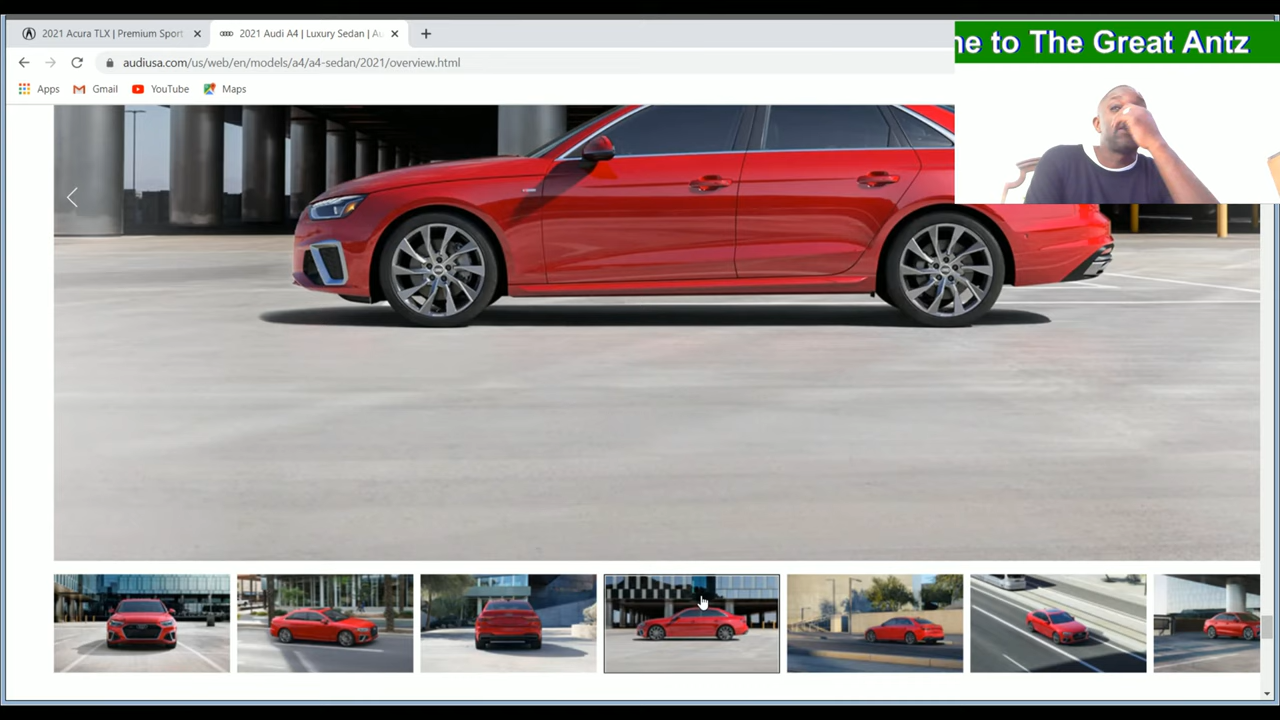 2021 Acura TLX | Premium Sport
2021 Audi A4 | Luxury Sedan | Au
ne to The Great Antz
audiusa.com/us/web/en/models/a4/a4-sedan/2021/overview.html
Apps
Gmail
YouTube
Maps